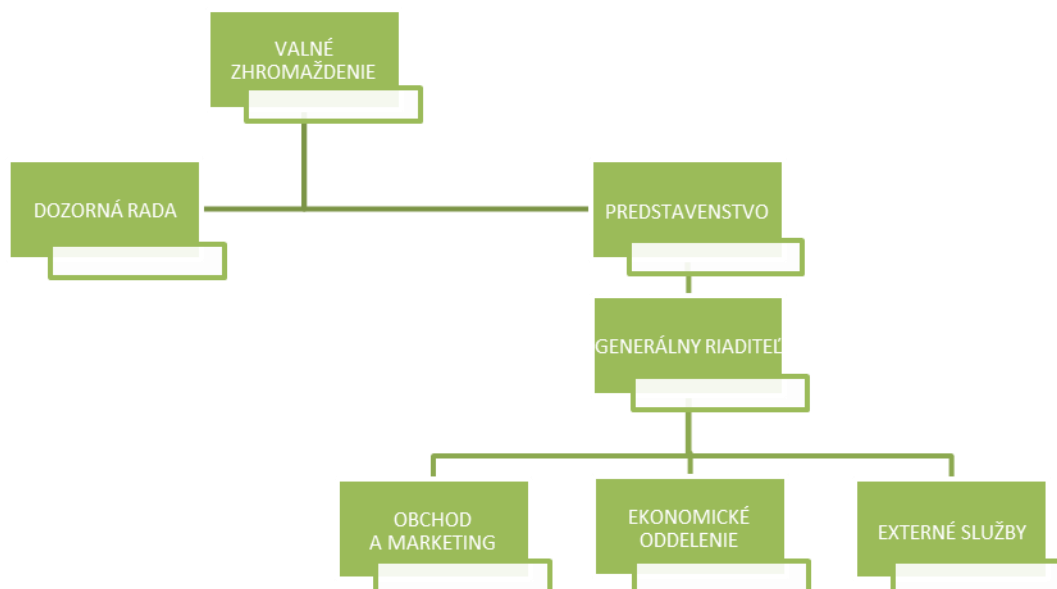 VALNÉ
ZHROMAŽDENIE
DOZORNÁ RADA
PREDSTAVENSTVO
GENERÁLNY RIADITEĽ
OBCHOD
A MARKETING
EKONOMICKÉ
ODDELENIE
EXTERNÉ SLUŽBY